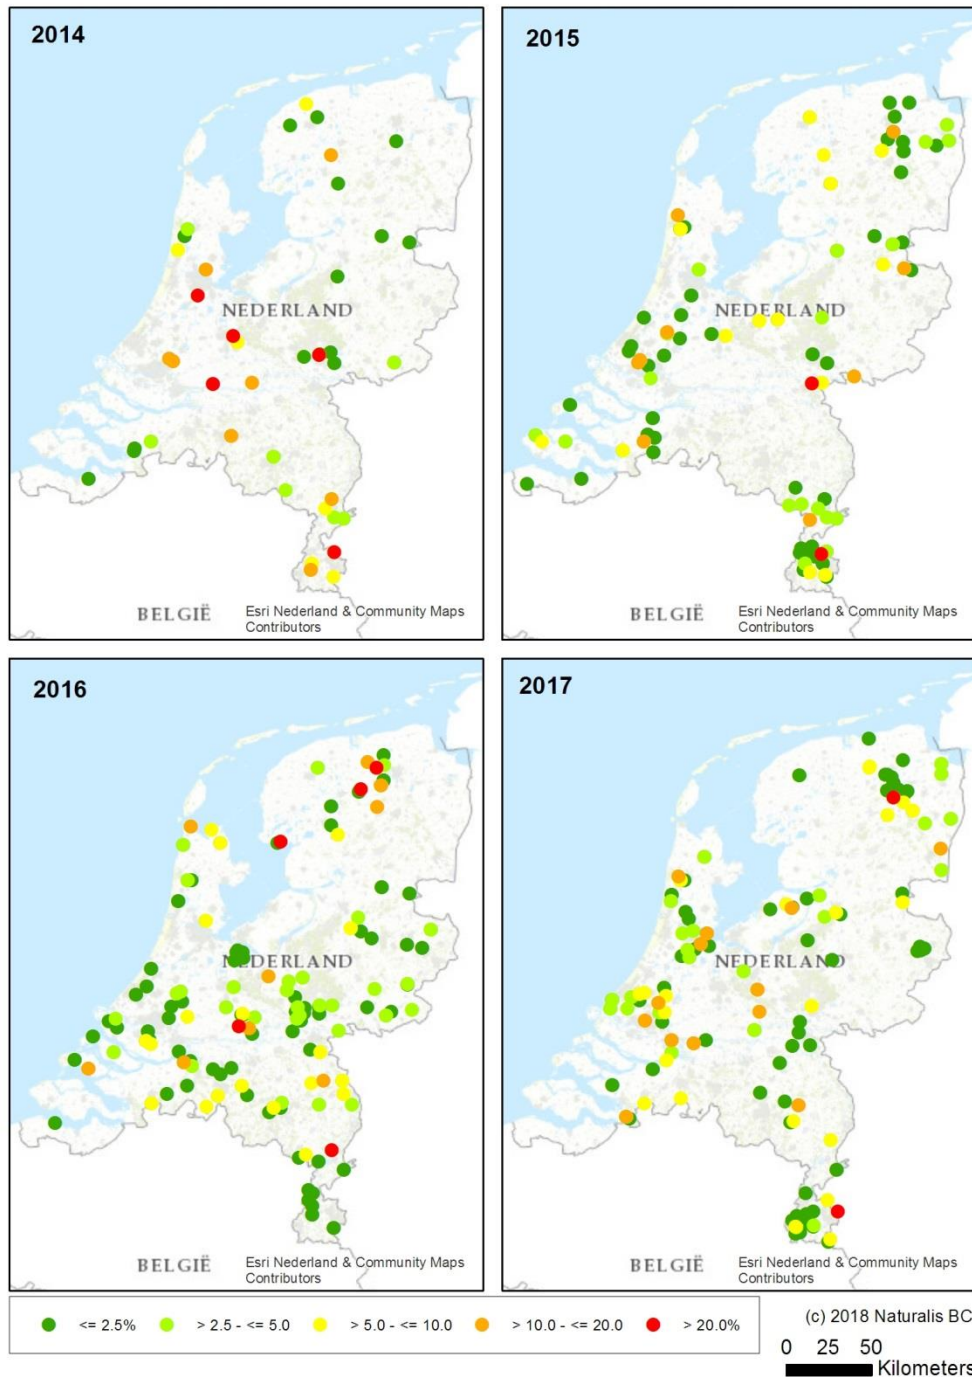 2014
NEDERLAND
BELGIË
Esri Nederland & Community Maps
Contributors
2015
NEDERLAND
BELGIË
Esri Nederland & Community Maps
Contributors
2016
NEDERLAND
BELGIË
Esri Nederland & Community Maps
Contributors
2017
NEDERLAND
BELGIË
Esri Nederland & Community Maps
Contributors
<= 2.5% > 2.5 - <= 5.0 > 5.0 - <= 10.0 > 10.0 - <= 20.0 > 20.0%
(c) 2018 Naturalis BC
0 25 50
Kilometers